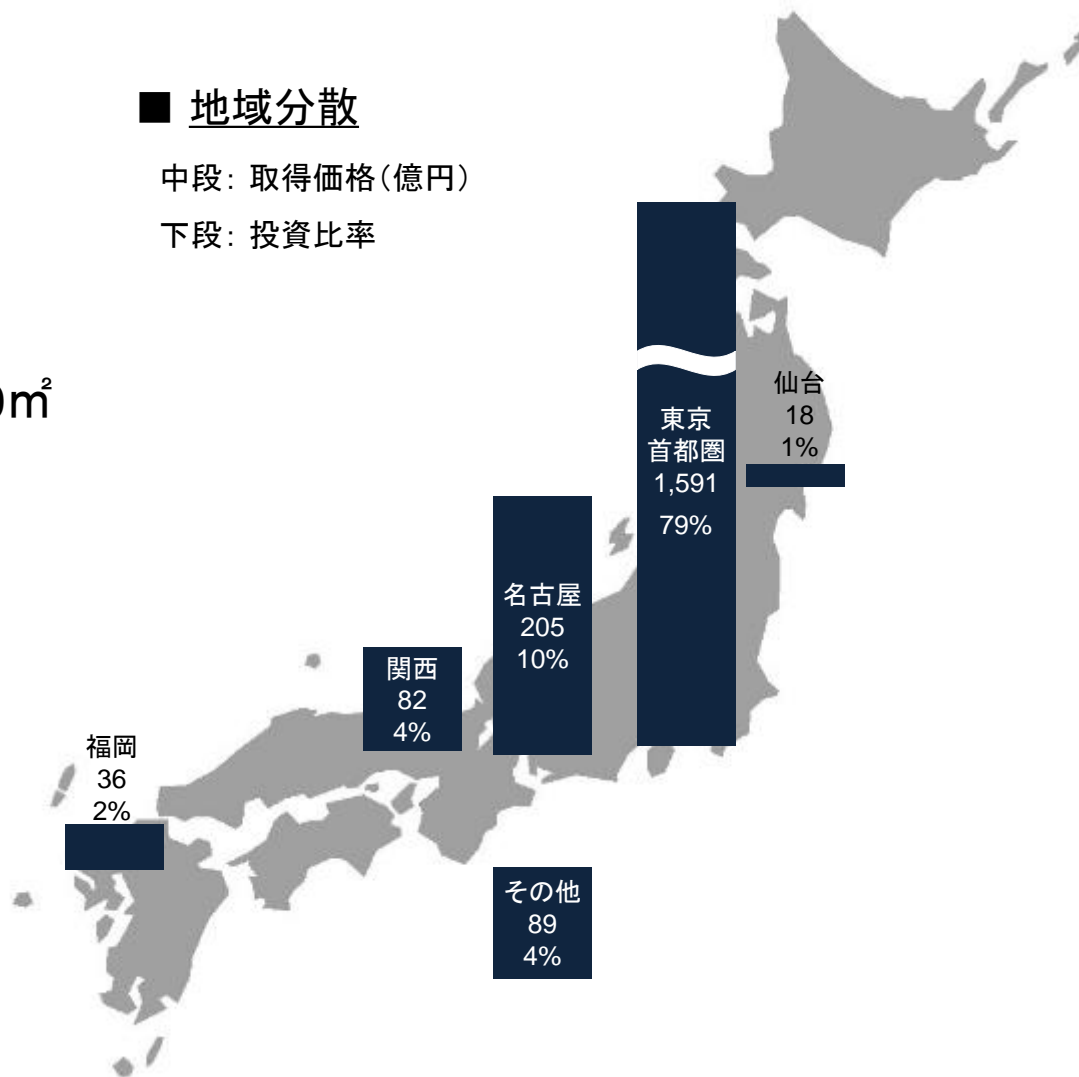 ■ 地域分散
中段: 取得価格(億円)
下段: 投資比率
㎡
東京
首都圏
1,591
79%
仙台
18
1%
名古屋
205
10%
関西
82
4%
福岡
36
2%
その他
89
4%